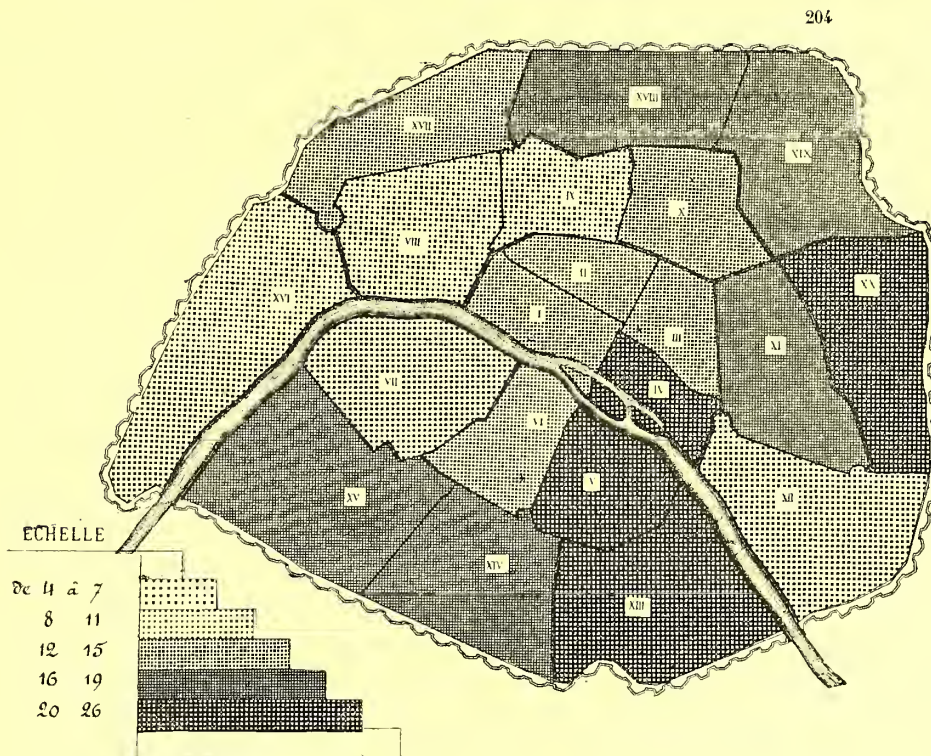 204
XVIII
XVII
XIX
IX
X
VIII
II
XX
XVI
I
III
XI
VII
IV
VI
XV
V
XII
XIV
XIII
ECHELLE
de 4 à 7
8 11
12 15
16 19
20 26